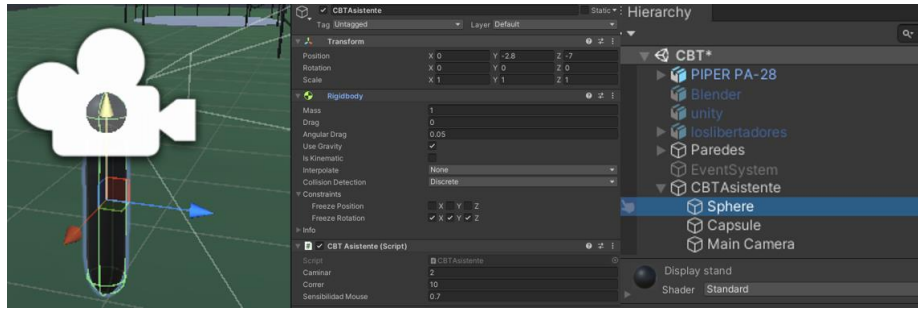 CBTAsistente
Static
Tag Untagged
Layer Default
Transform
Position X 0 Y -2.8 Z -7
Rotation X 0 Y 0 Z 0
Scale X 1 Y 1 Z 1
Rigidbody
Mass 1
Drag 0
Angular Drag 0.05
Use Gravity
Is Kinematic
Interpolate None
Collision Detection Discrete
Constraints
Freeze Position X Y Z
Freeze Rotation X Y Z
Info
CBT Asistente (Script)
Script CBTAsistente
Caminar 2
Correr 10
Sensibilidad Mouse 0.7
Hierarchy
CBT*
PIPER PA-28
Blender
unity
loslibertadores
Paredes
EventSystem
CBTAsistente
Sphere
Capsule
Main Camera
Display stand
Shader Standard